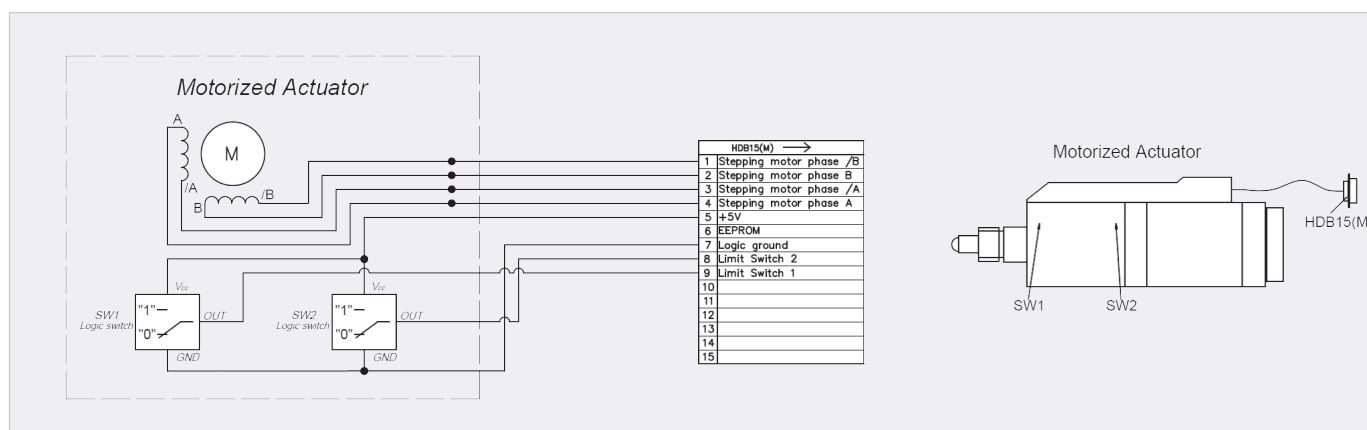 Motorized Actuator
A
M
/A
B
/B
HDB15(M)
1 Stepping motor phase /B
2 Stepping motor phase B
3 Stepping motor phase /A
4 Stepping motor phase A
5 +5V
6 EEPROM
7 Logic ground
8 Limit Switch 2
9 Limit Switch 1
10
11
12
13
14
15
Vcc
"1"
"0"
OUT
GND
SW1
Logic switch
Vcc
"1"
"0"
OUT
GND
SW2
Logic switch
Motorized Actuator
HDB15(M
SW1
SW2